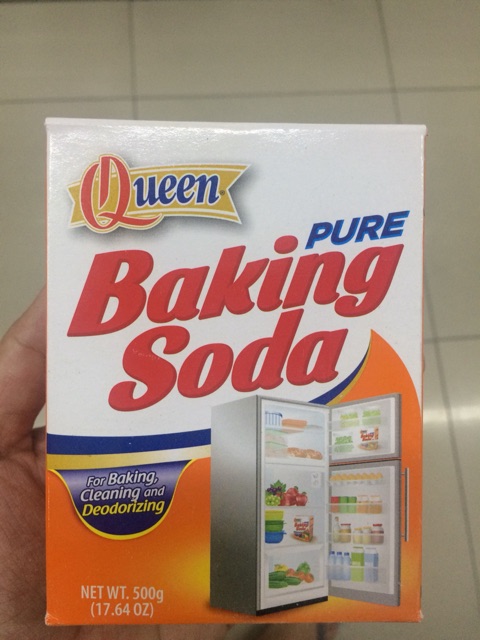 Queen
PURE
Baking
Soda
For Baking,
Cleaning and
Deodorizing
NET WT. 500g
(17.64 OZ)